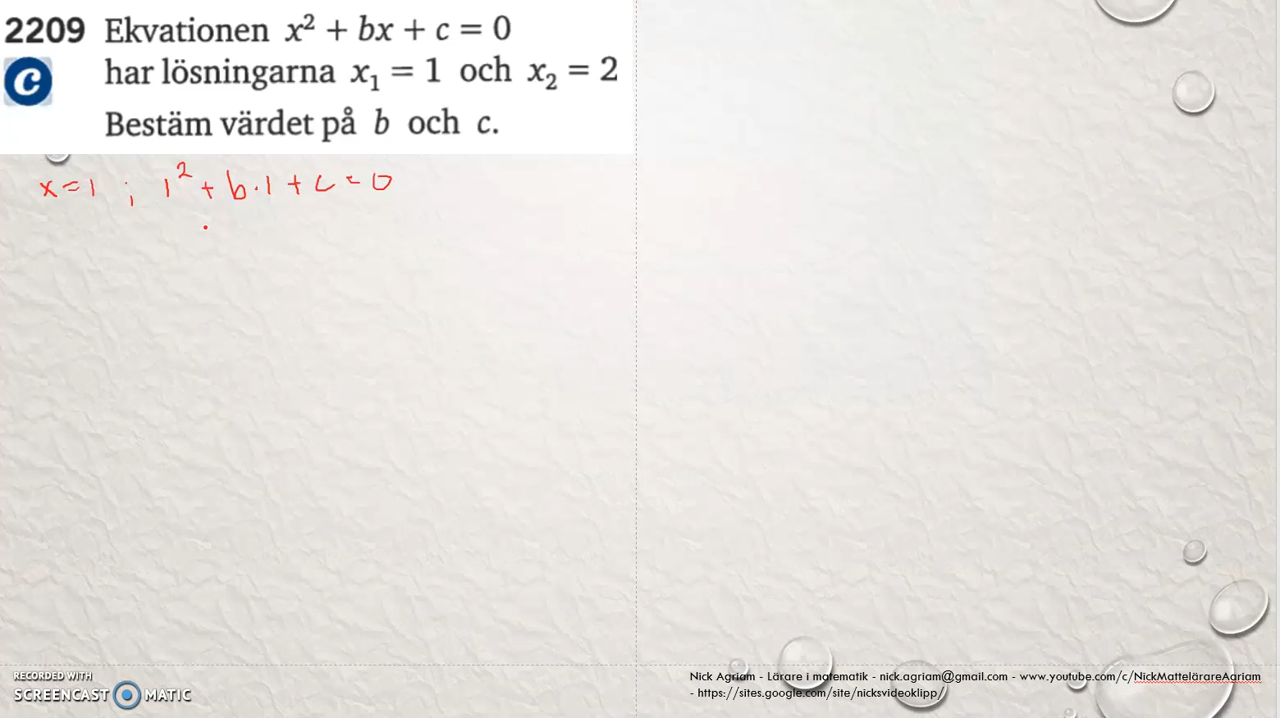 2209 Ekvationen x² + bx + c = 0
C har lösningarna x₁ = 1 och x₂ = 2
Bestäm värdet på b och c.
x=1 ; 1² + b·1 + c = 0
RECORDED WITH
SCREENCAST MATIC
Nick Agriam - Lärare i matematik - nick.agriam@gmail.com - www.youtube.com/c/NickMattelärareAgriam
- https://sites.google.com/site/nicksvideoklipp/